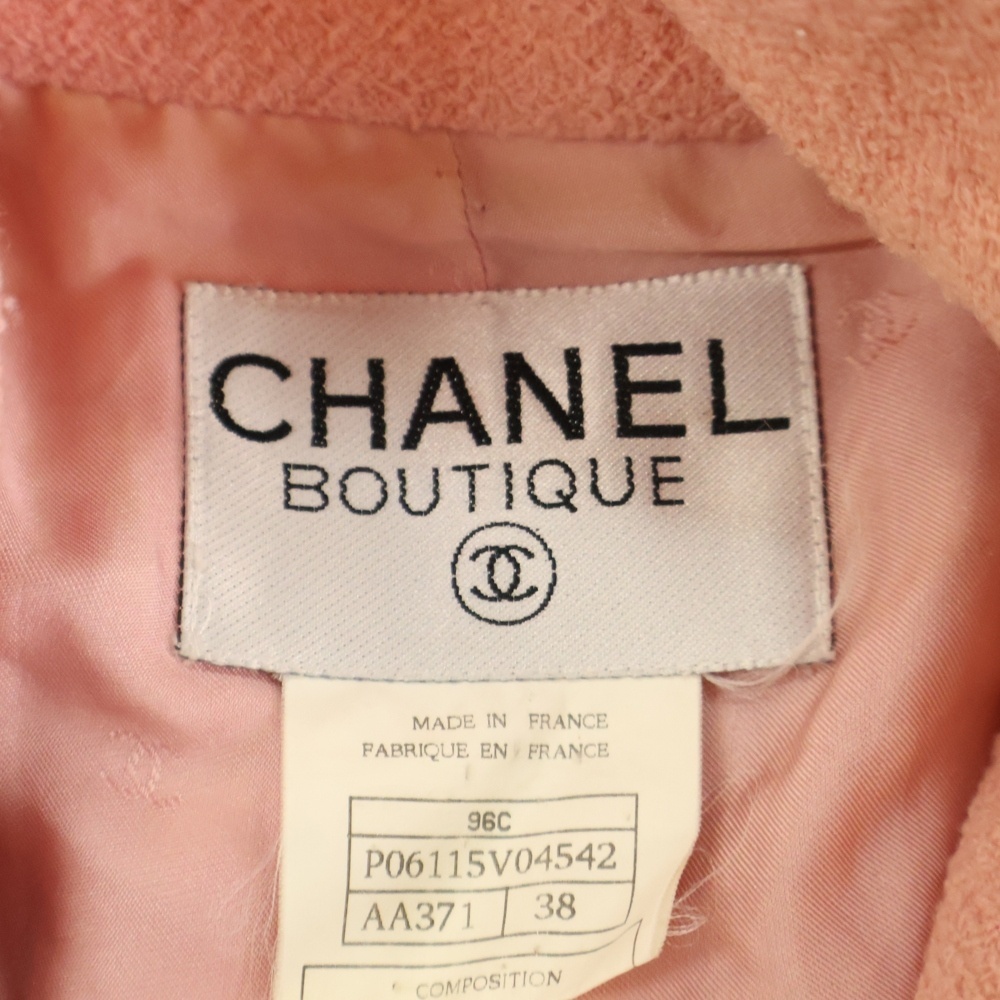 CHANEL
BOUTIQUE
MADE IN FRANCE
FABRIQUE EN FRANCE
96C
P06115V04542
AA371 38
COMPOSITION